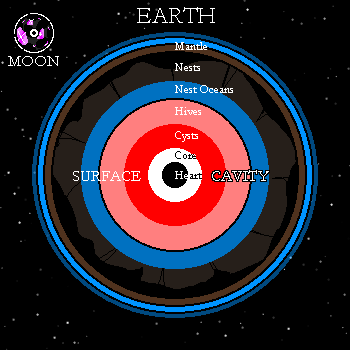 EARTH
MOON
Mantle
Nests
Nest Oceans
Hives
Cysts
Core
SURFACE
Heart
CAVITY